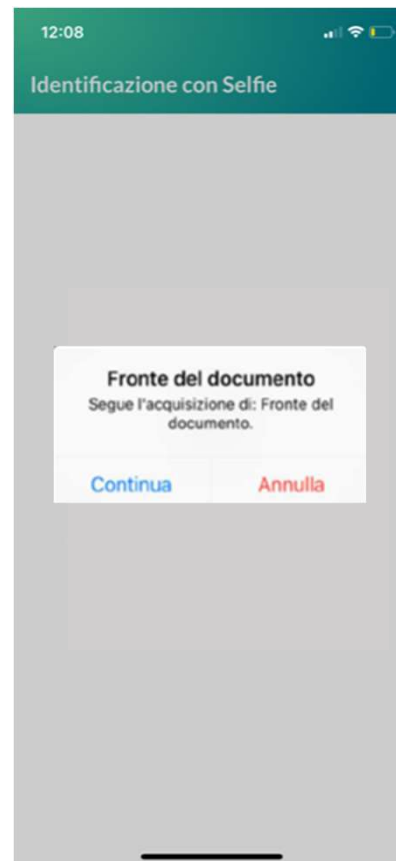 12:08
Identificazione con Selfie
Fronte del documento
Segue l'acquisizione di: Fronte del
documento.
Continua
Annulla